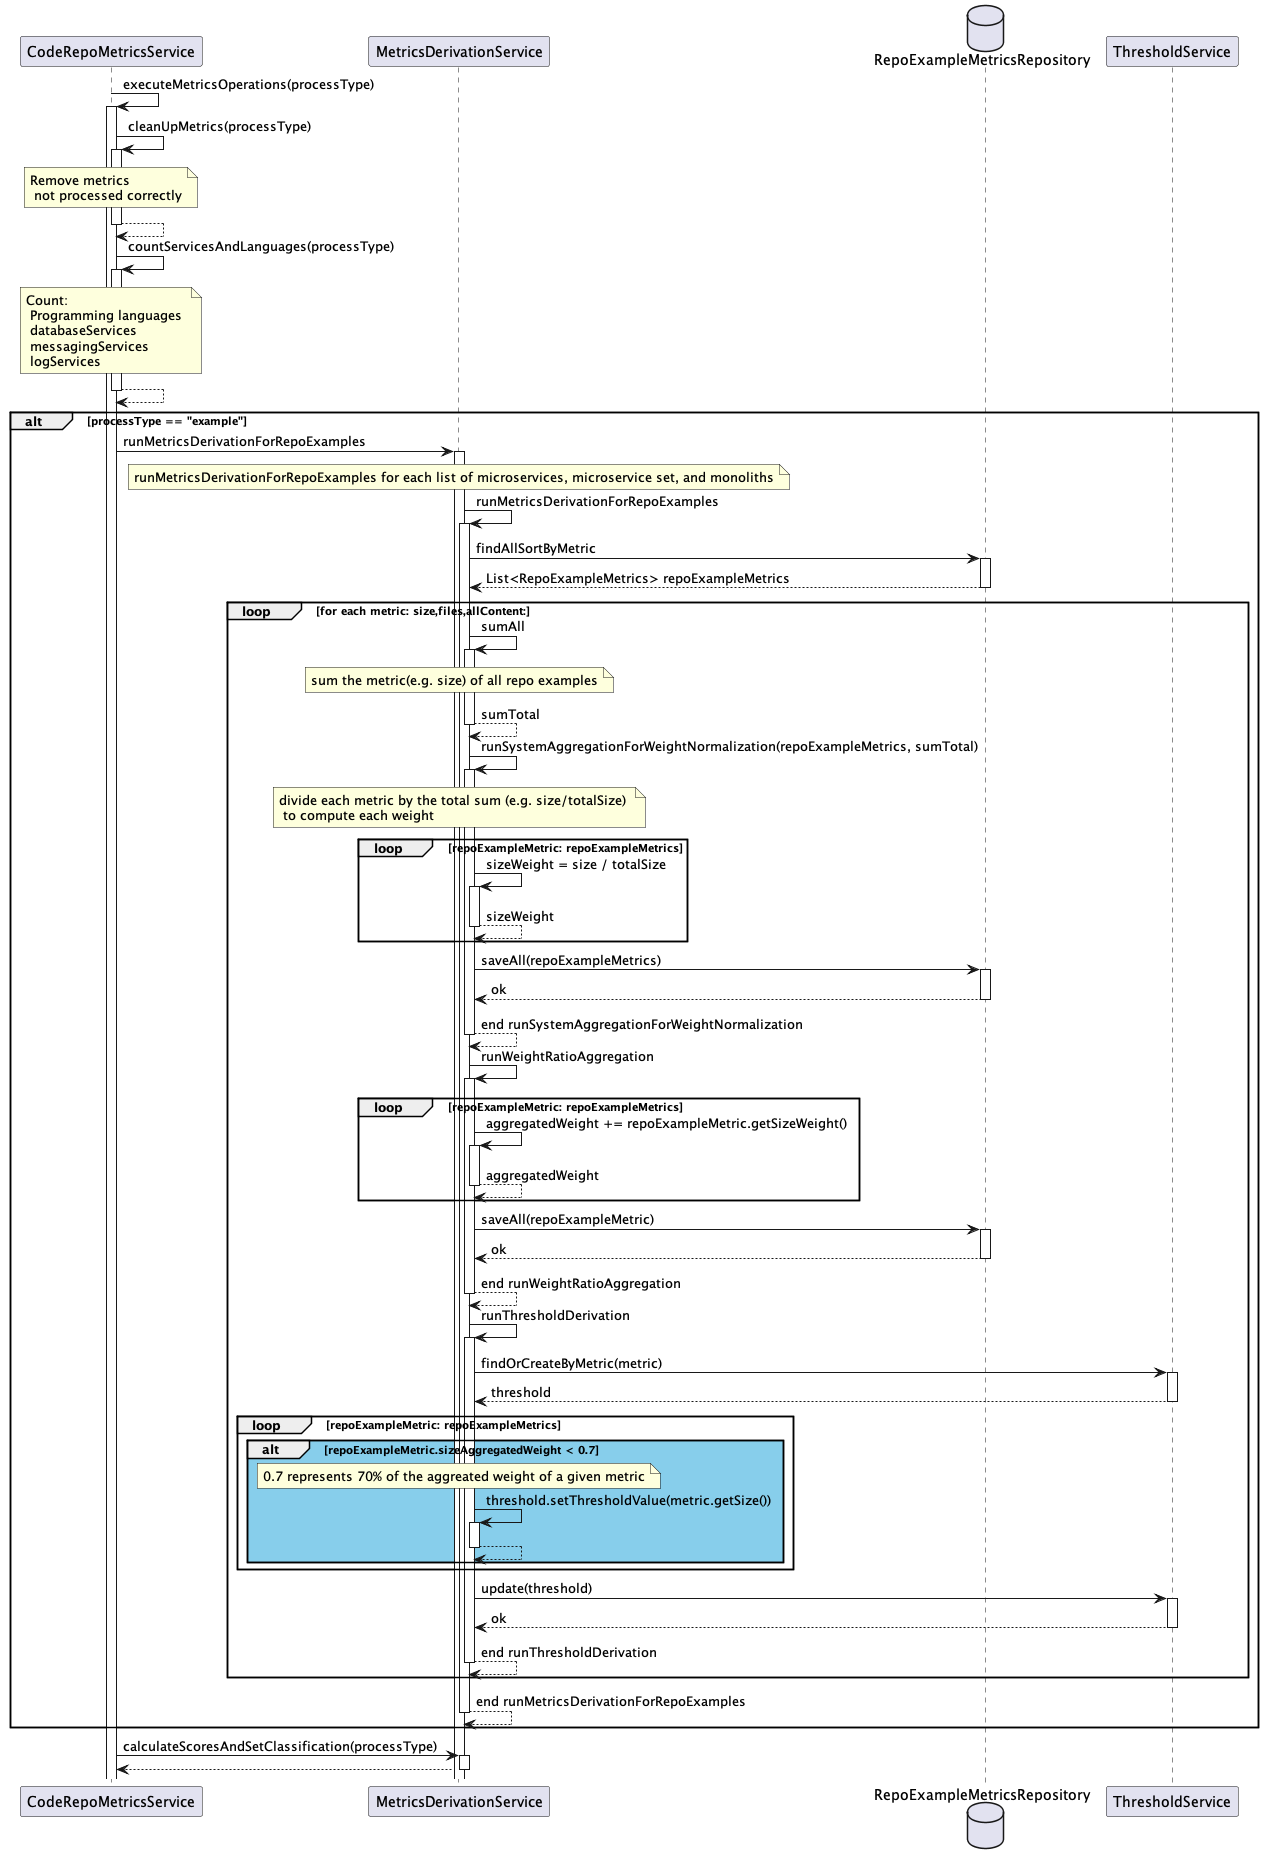 CodeRepoMetricsService
MetricsDerivationService
RepoExampleMetricsRepository
ThresholdService
executeMetricsOperations(processType)
cleanUpMetrics(processType)
Remove metrics
not processed correctly
countServicesAndLanguages(processType)
Count:
Programming languages
databaseServices
messagingServices
logServices
alt [processType == "example"]
runMetricsDerivationForRepoExamples
runMetricsDerivationForRepoExamples for each list of microservices, microservice set, and monoliths
runMetricsDerivationForRepoExamples
findAllSortByMetric
List<RepoExampleMetrics> repoExampleMetrics
loop [for each metric: size,files,allContent:]
sumAll
sum the metric(e.g. size) of all repo examples
sumTotal
runSystemAggregationForWeightNormalization(repoExampleMetrics, sumTotal)
divide each metric by the total sum (e.g. size/totalSize)
to compute each weight
loop [repoExampleMetric: repoExampleMetrics]
sizeWeight = size / totalSize
sizeWeight
saveAll(repoExampleMetrics)
ok
end runSystemAggregationForWeightNormalization
runWeightRatioAggregation
loop [repoExampleMetric: repoExampleMetrics]
aggregatedWeight += repoExampleMetric.getSizeWeight()
aggregatedWeight
saveAll(repoExampleMetric)
ok
end runWeightRatioAggregation
runThresholdDerivation
findOrCreateByMetric(metric)
threshold
loop [repoExampleMetric: repoExampleMetrics]
alt [repoExampleMetric.sizeAggregatedWeight < 0.7]
0.7 represents 70% of the aggreated weight of a given metric
threshold.setThresholdValue(metric.getSize())
update(threshold)
ok
end runThresholdDerivation
end runMetricsDerivationForRepoExamples
calculateScoresAndSetClassification(processType)
CodeRepoMetricsService
MetricsDerivationService
RepoExampleMetricsRepository
ThresholdService